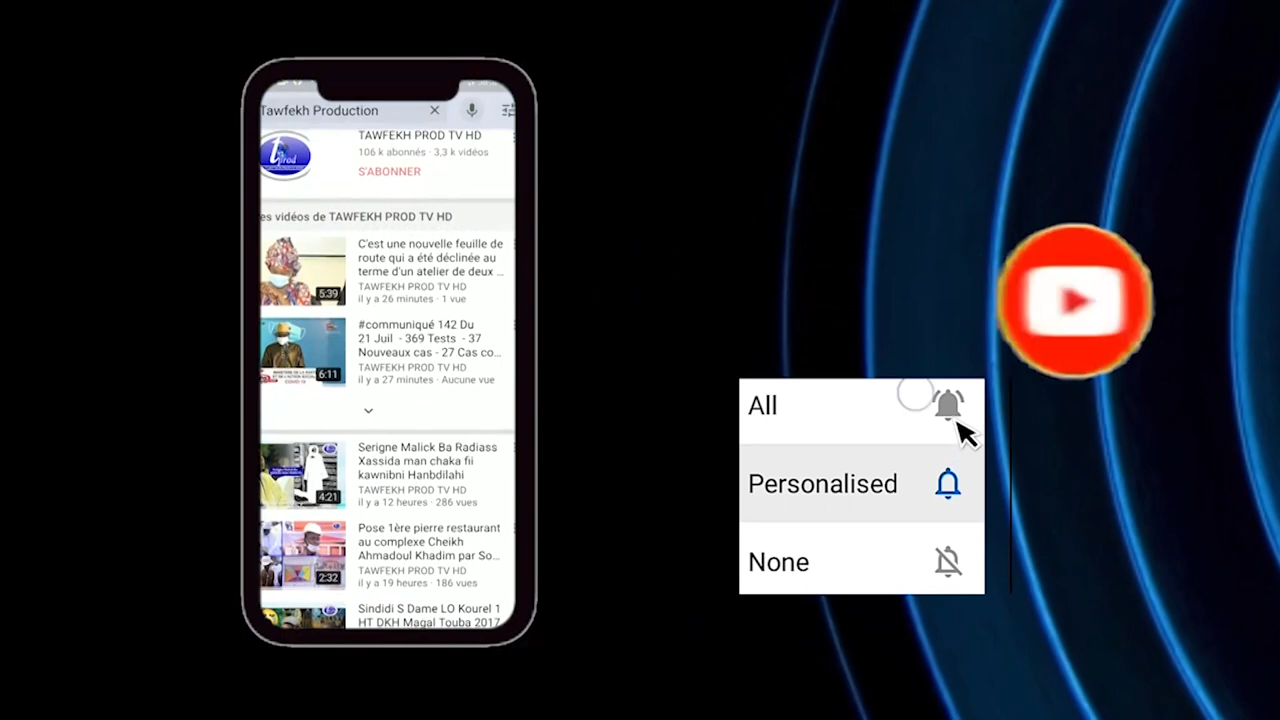 Tawfekh Production
TAWFEKH PROD TV HD
106 k abonnés · 3,3 k vidéos
S'ABONNER
es vidéos de TAWFEKH PROD TV HD
C'est une nouvelle feuille de
route qui a été déclinée au
terme d'un atelier de deux ...
TAWFEKH PROD TV HD
il y a 26 minutes · 1 vue
5:39
#communiqué 142 Du
21 Juil - 369 Tests - 37
Nouveaux cas - 27 Cas co...
TAWFEKH PROD TV HD
il y a 27 minutes · Aucune vue
6:11
Serigne Malick Ba Radiass
Xassida man chaka fii
kawnibni Hanbdilahi
TAWFEKH PROD TV HD
il y a 12 heures · 286 vues
4:21
Pose 1ère pierre restaurant
au complexe Cheikh
Ahmadoul Khadim par So...
TAWFEKH PROD TV HD
il y a 19 heures · 186 vues
2:32
Sindidi S Dame LO Kourel 1
HT DKH Magal Touba 2017
All
Personalised
None